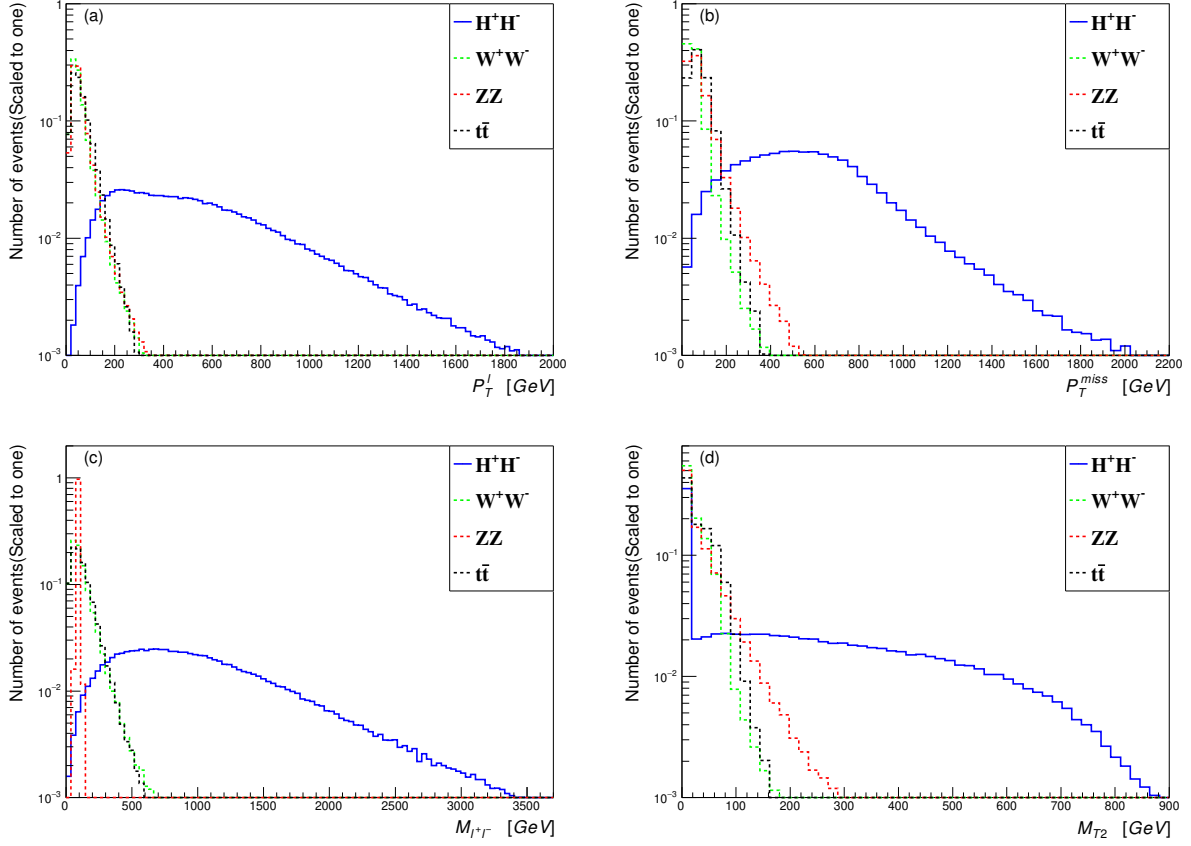 (a)
Number of events(Scaled to one)
1
10⁻¹
10⁻²
10⁻³
0 200 400 600 800 1000 1200 1400 1600 1800 2000
P_T^l [GeV]
H⁺H⁻
W⁺W⁻
ZZ
tt̄
(b)
Number of events(Scaled to one)
1
10⁻¹
10⁻²
10⁻³
0 200 400 600 800 1000 1200 1400 1600 1800 2000 2200
P_T^miss [GeV]
H⁺H⁻
W⁺W⁻
ZZ
tt̄
(c)
Number of events(Scaled to one)
1
10⁻¹
10⁻²
10⁻³
0 500 1000 1500 2000 2500 3000 3500
M_l⁺l⁻ [GeV]
H⁺H⁻
W⁺W⁻
ZZ
tt̄
(d)
Number of events(Scaled to one)
10⁻¹
10⁻²
10⁻³
0 100 200 300 400 500 600 700 800 900
M_T2 [GeV]
H⁺H⁻
W⁺W⁻
ZZ
tt̄